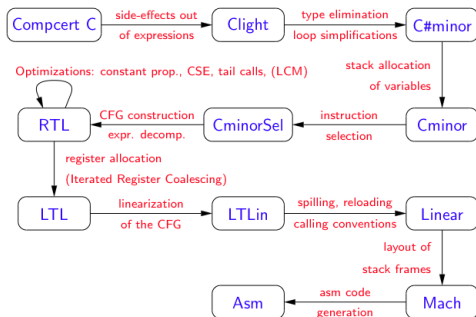 Compcert C
side-effects out
of expressions
Clight
type elimination
loop simplifications
C#minor
Optimizations: constant prop., CSE, tail calls, (LCM)
stack allocation
of variables
RTL
CFG construction
expr. decomp.
CminorSel
instruction
selection
Cminor
register allocation
(Iterated Register Coalescing)
LTL
linearization
of the CFG
LTLin
spilling, reloading
calling conventions
Linear
layout of
stack frames
Asm
asm code
generation
Mach